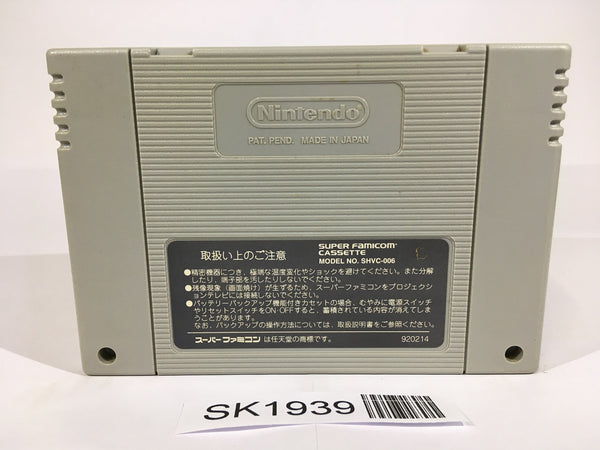 Nintendo
PAT. PEND. MADE IN JAPAN
取扱い上のご注意
SUPER FAMICOM
CASSETTE
MODEL NO. SHVC-006
●精密機器につき、極端な温度変化やショックを避けてください。また分解
したり、端子部を汚したりしないでください。
●残像現象（画面焼け）が生ずるため、スーパーファミコンをプロジェクシ
ョンテレビには接続しないでください。
●バッテリーバックアップ機能付きカセットの場合、むやみに電源スイッチ
やリセットスイッチをON・OFFすると、蓄積されている内容が消えてしま
うことがあります。
なお、バックアップの操作方法については、取扱説明書をご参照ください。
スーパーファミコンは任天堂の商標です。
920214
SK1939